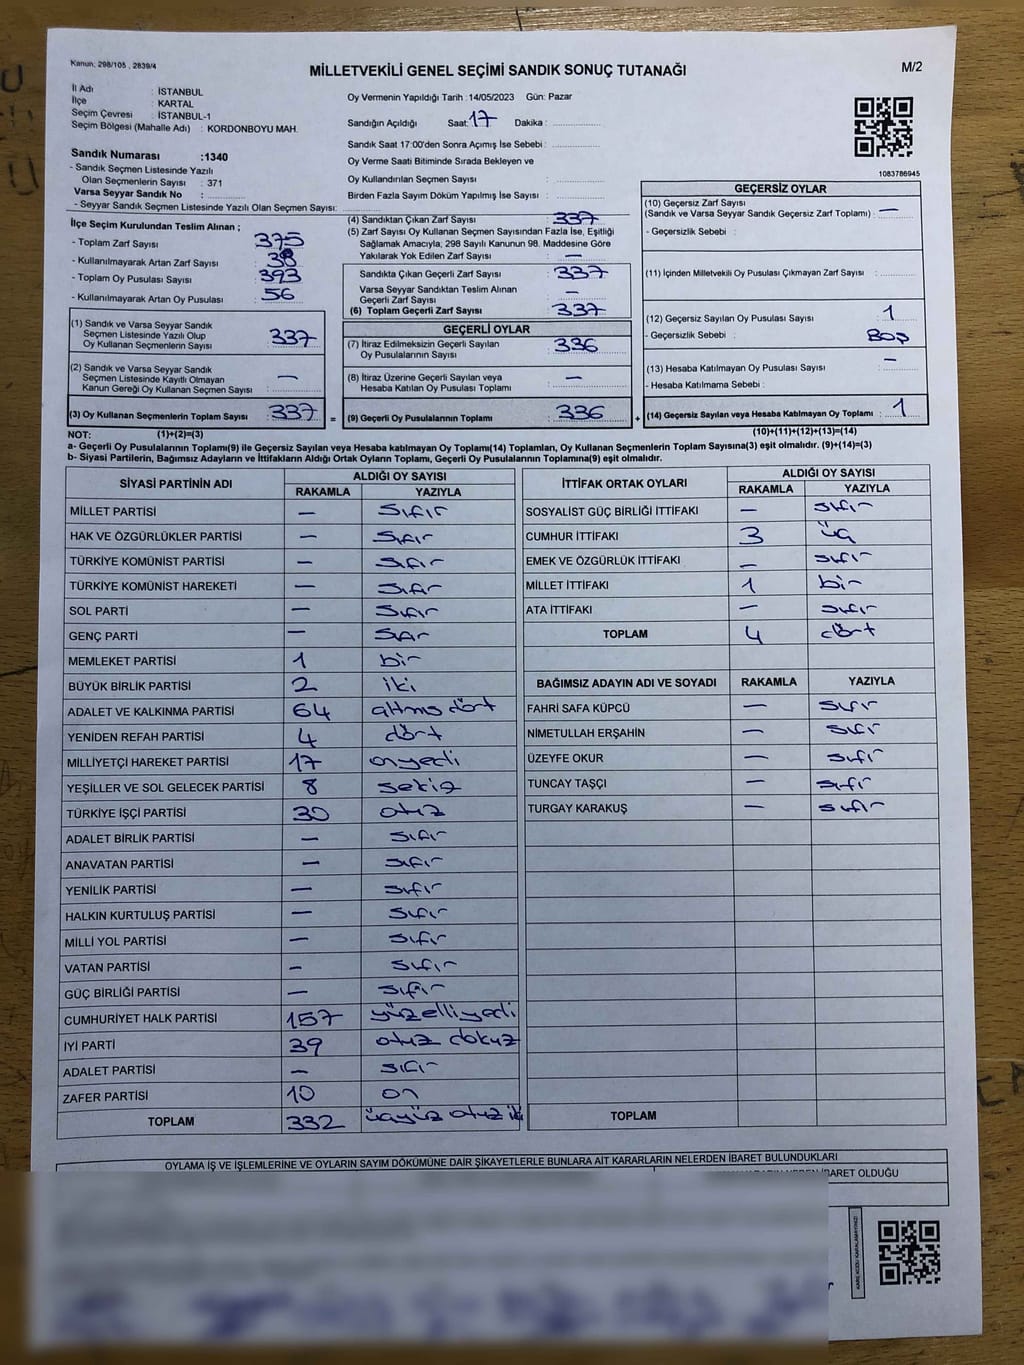 Kanun: 298/105 , 2839/4
MİLLETVEKİLİ GENEL SEÇİMİ SANDIK SONUÇ TUTANAĞI
M/2
İl Adı : İSTANBUL
İlçe : KARTAL
Seçim Çevresi : İSTANBUL-1
Seçim Bölgesi (Mahalle Adı) : KORDONBOYU MAH.
Sandık Numarası :1340
- Sandık Seçmen Listesinde Yazılı
Olan Seçmenlerin Sayısı : 371
Varsa Seyyar Sandık No :
- Seyyar Sandık Seçmen Listesinde Yazılı Olan Seçmen Sayısı:
Oy Vermenin Yapıldığı Tarih :14/05/2023 Gün: Pazar
Sandığın Açıldığı Saat: 17 Dakika :
Sandık Saat 17:00'den Sonra Açımış İse Sebebi :
Oy Verme Saati Bitiminde Sırada Bekleyen ve
Oy Kullandırılan Seçmen Sayısı :
Birden Fazla Sayım Döküm Yapılmış İse Sayısı :
1083786945
İlçe Seçim Kurulundan Teslim Alınan ;
- Toplam Zarf Sayısı : 375
- Kullanılmayarak Artan Zarf Sayısı : 38
- Toplam Oy Pusulası Sayısı : 393
- Kullanılmayarak Artan Oy Pusulası : 56
(1) Sandık ve Varsa Seyyar Sandık
Seçmen Listesinde Yazılı Olup
Oy Kullanan Seçmenlerin Sayısı : 337
(2) Sandık ve Varsa Seyyar Sandık
Seçmen Listesinde Kayıtlı Olmayan
Kanun Gereği Oy Kullanan Seçmen Sayısı : —
(3) Oy Kullanan Seçmenlerin Toplam Sayısı : 337 =
(4) Sandıktan Çıkan Zarf Sayısı : 337
(5) Zarf Sayısı Oy Kullanan Seçmen Sayısından Fazla İse, Eşitliği
Sağlamak Amacıyla, 298 Sayılı Kanunun 98. Maddesine Göre
Yakılarak Yok Edilen Zarf Sayısı : —
Sandıkta Çıkan Geçerli Zarf Sayısı : 337
Varsa Seyyar Sandıktan Teslim Alınan
Geçerli Zarf Sayısı : —
(6) Toplam Geçerli Zarf Sayısı : 337
GEÇERLİ OYLAR
(7) İtiraz Edilmeksizin Geçerli Sayılan
Oy Pusulalarının Sayısı : 336
(8) İtiraz Üzerine Geçerli Sayılan veya
Hesaba Katılan Oy Pusulası Toplamı : —
(9) Geçerli Oy Pusulalarının Toplamı : 336 +
GEÇERSİZ OYLAR
(10) Geçersiz Zarf Sayısı
(Sandık ve Varsa Seyyar Sandık Geçersiz Zarf Toplamı) : —
- Geçersizlik Sebebi :
(11) İçinden Milletvekili Oy Pusulası Çıkmayan Zarf Sayısı :
(12) Geçersiz Sayılan Oy Pusulası Sayısı : 1
- Geçersizlik Sebebi : BOŞ
(13) Hesaba Katılmayan Oy Pusulası Sayısı : —
- Hesaba Katılmama Sebebi :
(14) Geçersiz Sayılan veya Hesaba Katılmayan Oy Toplamı : 1
NOT: (1)+(2)=(3)
(10)+(11)+(12)+(13)=(14)
a- Geçerli Oy Pusulalarının Toplamı(9) ile Geçersiz Sayılan veya Hesaba katılmayan Oy Toplamı(14) Toplamları, Oy Kullanan Seçmenlerin Toplam Sayısına(3) eşit olmalıdır. (9)+(14)=(3)
b- Siyasi Partilerin, Bağımsız Adayların ve İttifakların Aldığı Ortak Oyların Toplamı, Geçerli Oy Pusulalarının Toplamına(9) eşit olmalıdır.
SİYASİ PARTİNİN ADI ALDIĞI OY SAYISI
RAKAMLA YAZIYLA
MİLLET PARTİSİ — sıfır
HAK VE ÖZGÜRLÜKLER PARTİSİ — sıfır
TÜRKİYE KOMÜNİST PARTİSİ — sıfır
TÜRKİYE KOMÜNİST HAREKETİ — sıfır
SOL PARTİ — sıfır
GENÇ PARTİ — sıfır
MEMLEKET PARTİSİ 1 bir
BÜYÜK BİRLİK PARTİSİ 2 iki
ADALET VE KALKINMA PARTİSİ 64 altmış dört
YENİDEN REFAH PARTİSİ 4 dört
MİLLİYETÇİ HAREKET PARTİSİ 17 onyedi
YEŞİLLER VE SOL GELECEK PARTİSİ 8 sekiz
TÜRKİYE İŞÇİ PARTİSİ 30 otuz
ADALET BİRLİK PARTİSİ — sıfır
ANAVATAN PARTİSİ — sıfır
YENİLİK PARTİSİ — sıfır
HALKIN KURTULUŞ PARTİSİ — sıfır
MİLLİ YOL PARTİSİ — sıfır
VATAN PARTİSİ — sıfır
GÜÇ BİRLİĞİ PARTİSİ — sıfır
CUMHURİYET HALK PARTİSİ 157 yüzelliyedi
İYİ PARTİ 39 otuz dokuz
ADALET PARTİSİ — sıfır
ZAFER PARTİSİ 10 on
TOPLAM 332 üçyüz otuz iki
İTTİFAK ORTAK OYLARI ALDIĞI OY SAYISI
RAKAMLA YAZIYLA
SOSYALİST GÜÇ BİRLİĞİ İTTİFAKI — sıfır
CUMHUR İTTİFAKI 3 üç
EMEK VE ÖZGÜRLÜK İTTİFAKI — sıfır
MİLLET İTTİFAKI 1 bir
ATA İTTİFAKI — sıfır
TOPLAM 4 dört
BAĞIMSIZ ADAYIN ADI VE SOYADI RAKAMLA YAZIYLA
FAHRİ SAFA KÜPCÜ — sıfır
NİMETULLAH ERŞAHİN — sıfır
ÜZEYFE OKUR — sıfır
TUNCAY TAŞÇI — sıfır
TURGAY KARAKUŞ — sıfır
TOPLAM
OYLAMA İŞ VE İŞLEMLERİNE VE OYLARIN SAYIM DÖKÜMÜNE DAİR ŞİKAYETLERLE BUNLARA AİT KARARLARIN NELERDEN İBARET BULUNDUKLARI
İBARET OLDUĞU